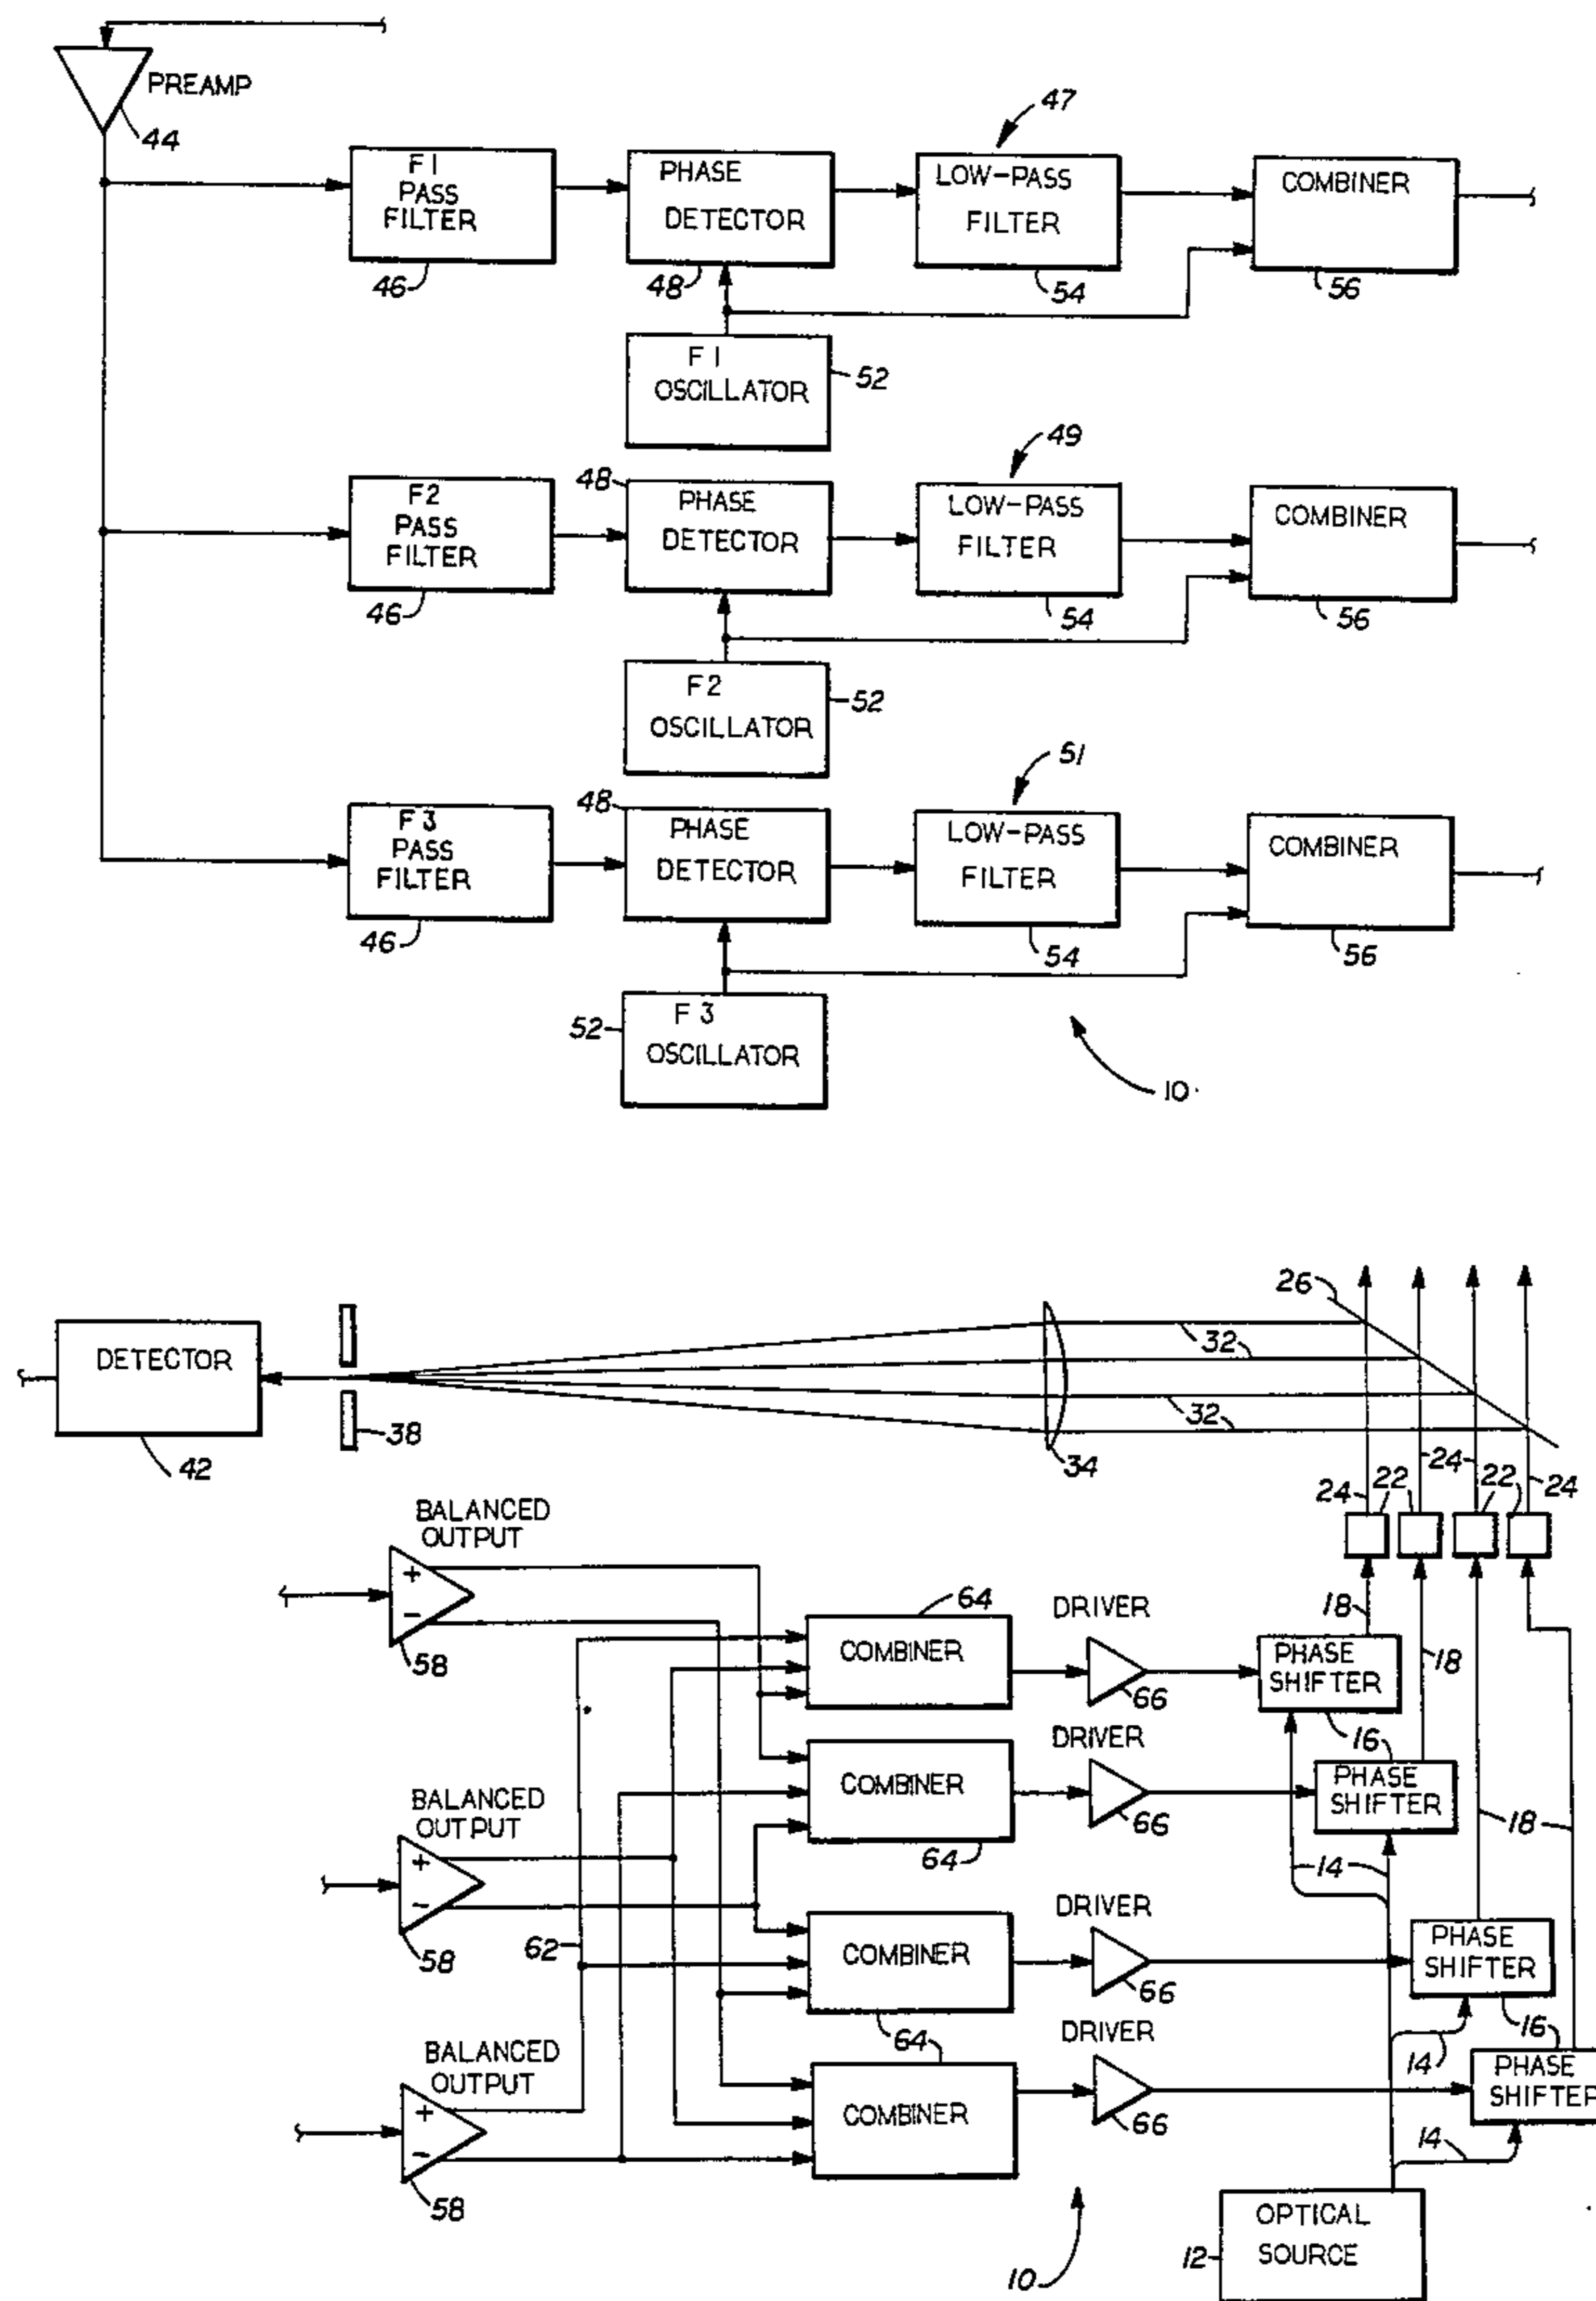 PREAMP
44
47
F1
PASS
FILTER
46
PHASE
DETECTOR
48
LOW-PASS
FILTER
54
COMBINER
56
F1
OSCILLATOR
52
49
F2
PASS
FILTER
46
48
PHASE
DETECTOR
LOW-PASS
FILTER
54
COMBINER
56
F2
OSCILLATOR
52
51
F3
PASS
FILTER
46
48
PHASE
DETECTOR
LOW-PASS
FILTER
54
COMBINER
56
52
F3
OSCILLATOR
10
26
DETECTOR
42
38
32
32
34
24
22
24
22
24
BALANCED
OUTPUT
+
-
58
64
COMBINER
DRIVER
66
18
PHASE
SHIFTER
18
16
COMBINER
64
DRIVER
66
PHASE
SHIFTER
18
BALANCED
OUTPUT
+
-
58
62
14
COMBINER
64
DRIVER
66
PHASE
SHIFTER
16
14
BALANCED
OUTPUT
+
-
58
64
COMBINER
DRIVER
66
PHASE
SHIFTER
14
10
12
OPTICAL
SOURCE